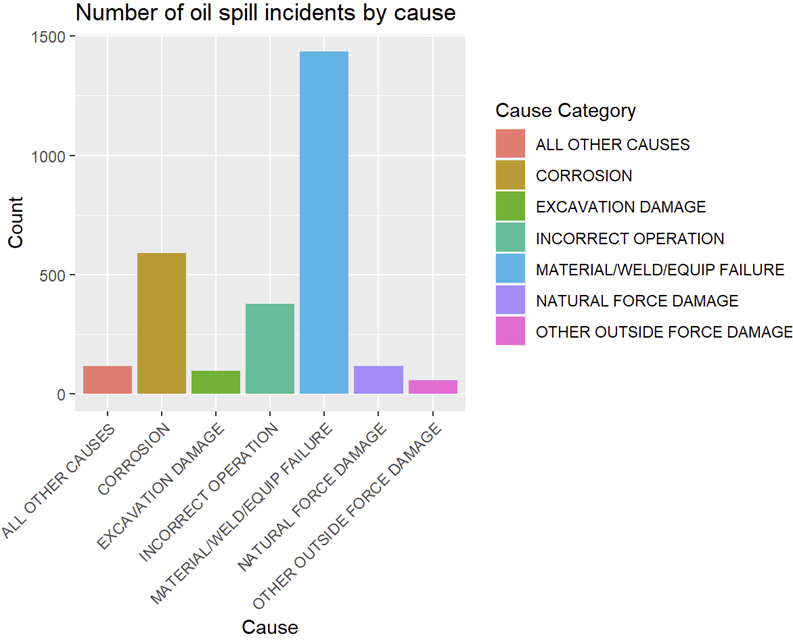 Number of oil spill incidents by cause
1500
1000
500
0
Count
ALL OTHER CAUSES
CORROSION
EXCAVATION DAMAGE
INCORRECT OPERATION
MATERIAL/WELD/EQUIP FAILURE
NATURAL FORCE DAMAGE
OTHER OUTSIDE FORCE DAMAGE
Cause
Cause Category
ALL OTHER CAUSES
CORROSION
EXCAVATION DAMAGE
INCORRECT OPERATION
MATERIAL/WELD/EQUIP FAILURE
NATURAL FORCE DAMAGE
OTHER OUTSIDE FORCE DAMAGE